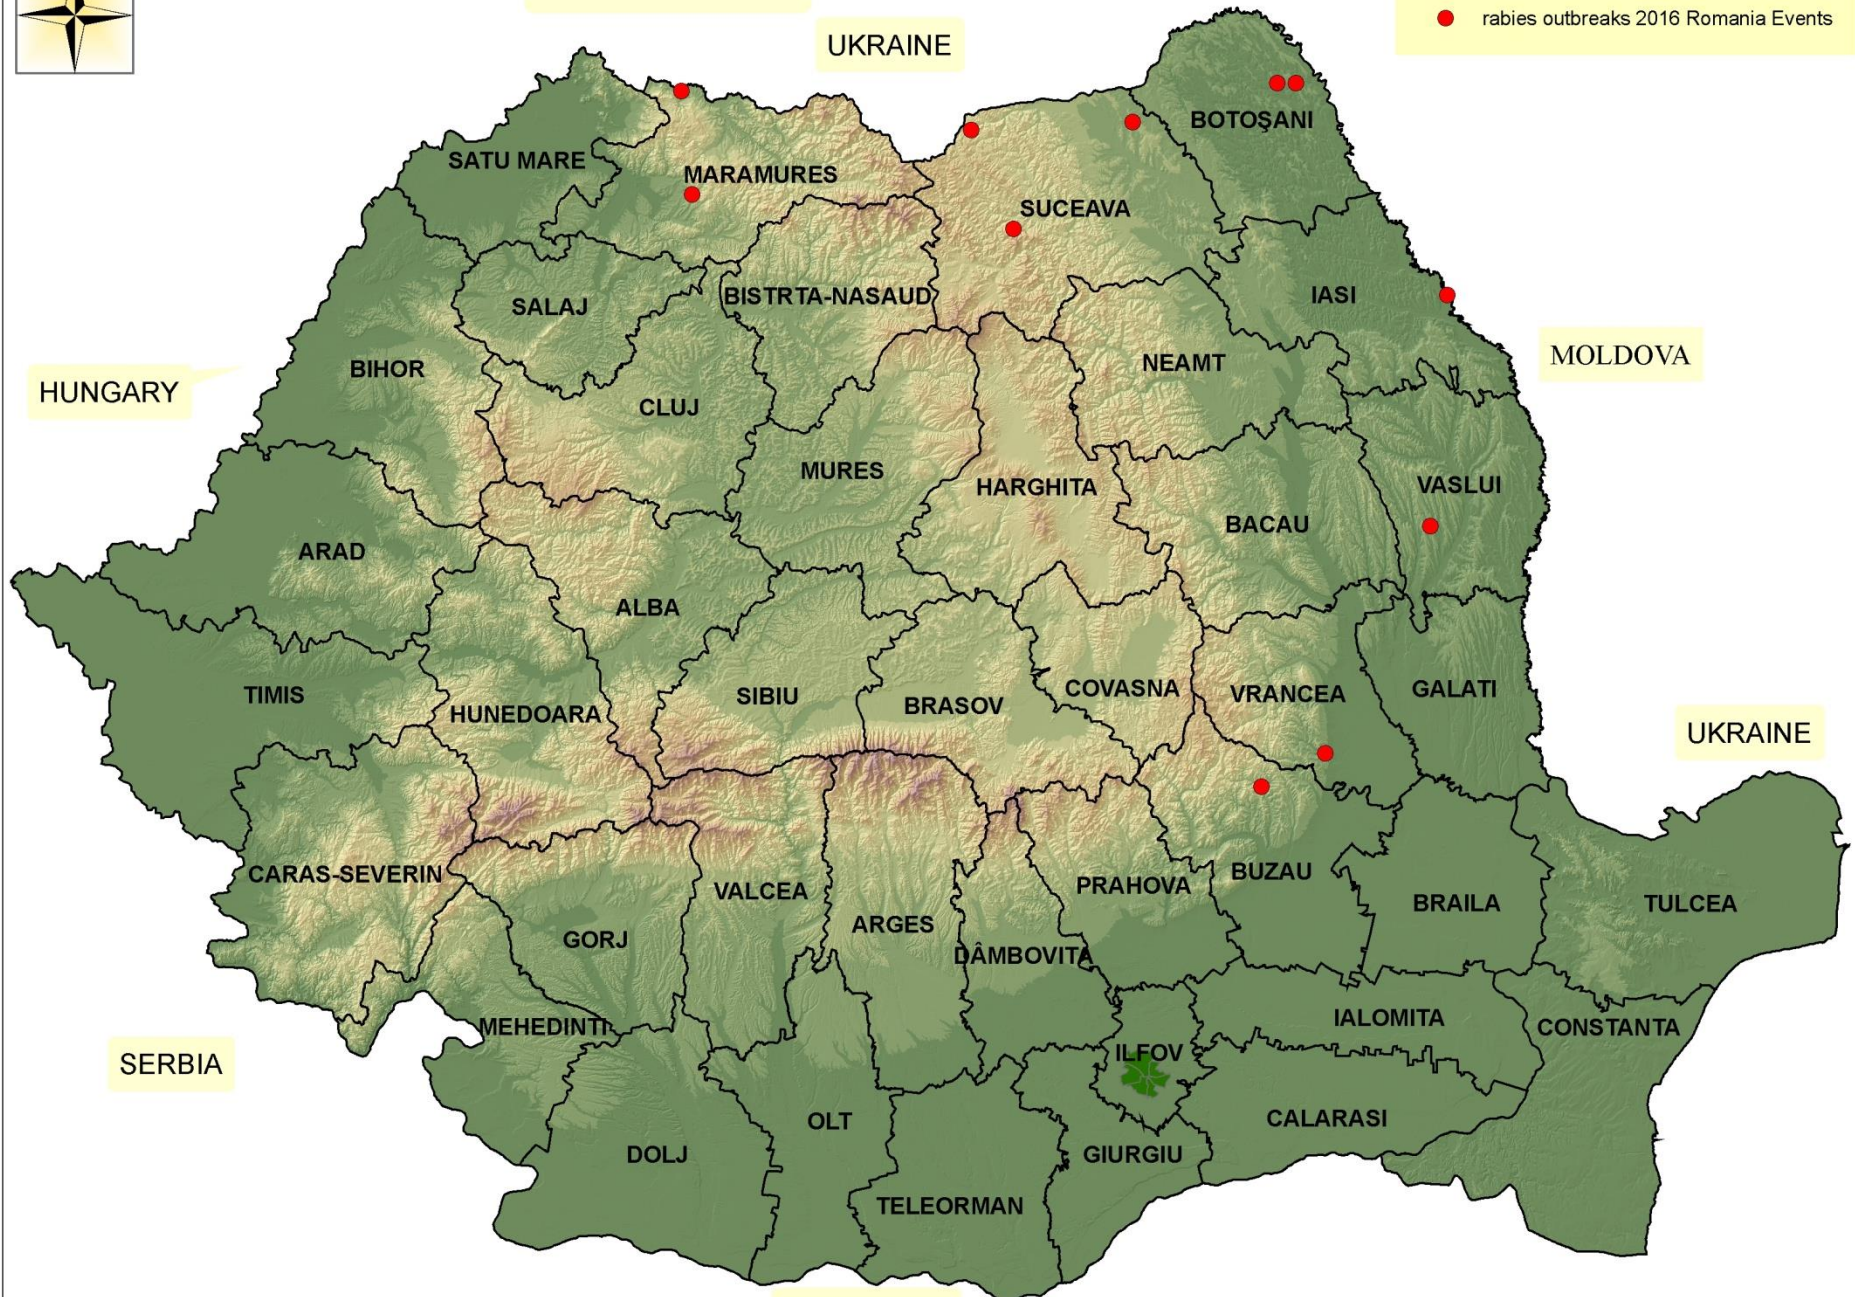 rabies outbreaks 2016 Romania Events
UKRAINE
BOTOŞANI
SATU MARE
MARAMURES
SUCEAVA
SALAJ
BISTRTA-NASAUD
IASI
MOLDOVA
HUNGARY
BIHOR
NEAMT
CLUJ
MURES
HARGHITA
VASLUI
BACAU
ARAD
ALBA
TIMIS
HUNEDOARA
SIBIU
BRASOV
COVASNA
VRANCEA
GALATI
UKRAINE
CARAS-SEVERIN
VALCEA
PRAHOVA
BUZAU
BRAILA
TULCEA
GORJ
ARGES
DÂMBOVITA
MEHEDINTI
IALOMITA
CONSTANTA
SERBIA
ILFOV
OLT
CALARASI
DOLJ
GIURGIU
TELEORMAN